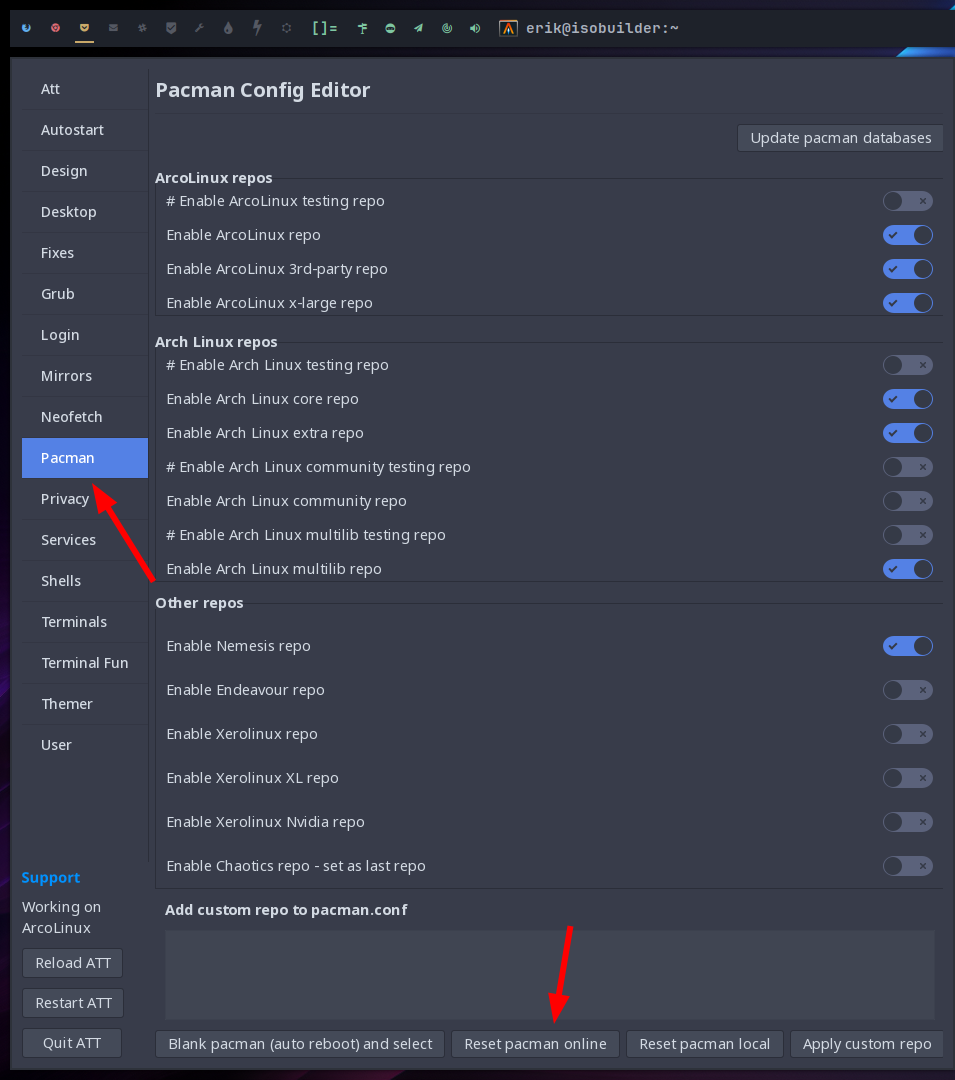 []=
erik@isobuilder:~
Att
Autostart
Design
Desktop
Fixes
Grub
Login
Mirrors
Neofetch
Pacman
Privacy
Services
Shells
Terminals
Terminal Fun
Themer
User
Support
Working on
ArcoLinux
Reload ATT
Restart ATT
Quit ATT
Pacman Config Editor
Update pacman databases
ArcoLinux repos
# Enable ArcoLinux testing repo
Enable ArcoLinux repo
Enable ArcoLinux 3rd-party repo
Enable ArcoLinux x-large repo
Arch Linux repos
# Enable Arch Linux testing repo
Enable Arch Linux core repo
Enable Arch Linux extra repo
# Enable Arch Linux community testing repo
Enable Arch Linux community repo
# Enable Arch Linux multilib testing repo
Enable Arch Linux multilib repo
Other repos
Enable Nemesis repo
Enable Endeavour repo
Enable Xerolinux repo
Enable Xerolinux XL repo
Enable Xerolinux Nvidia repo
Enable Chaotics repo - set as last repo
Add custom repo to pacman.conf
Blank pacman (auto reboot) and select
Reset pacman online
Reset pacman local
Apply custom repo